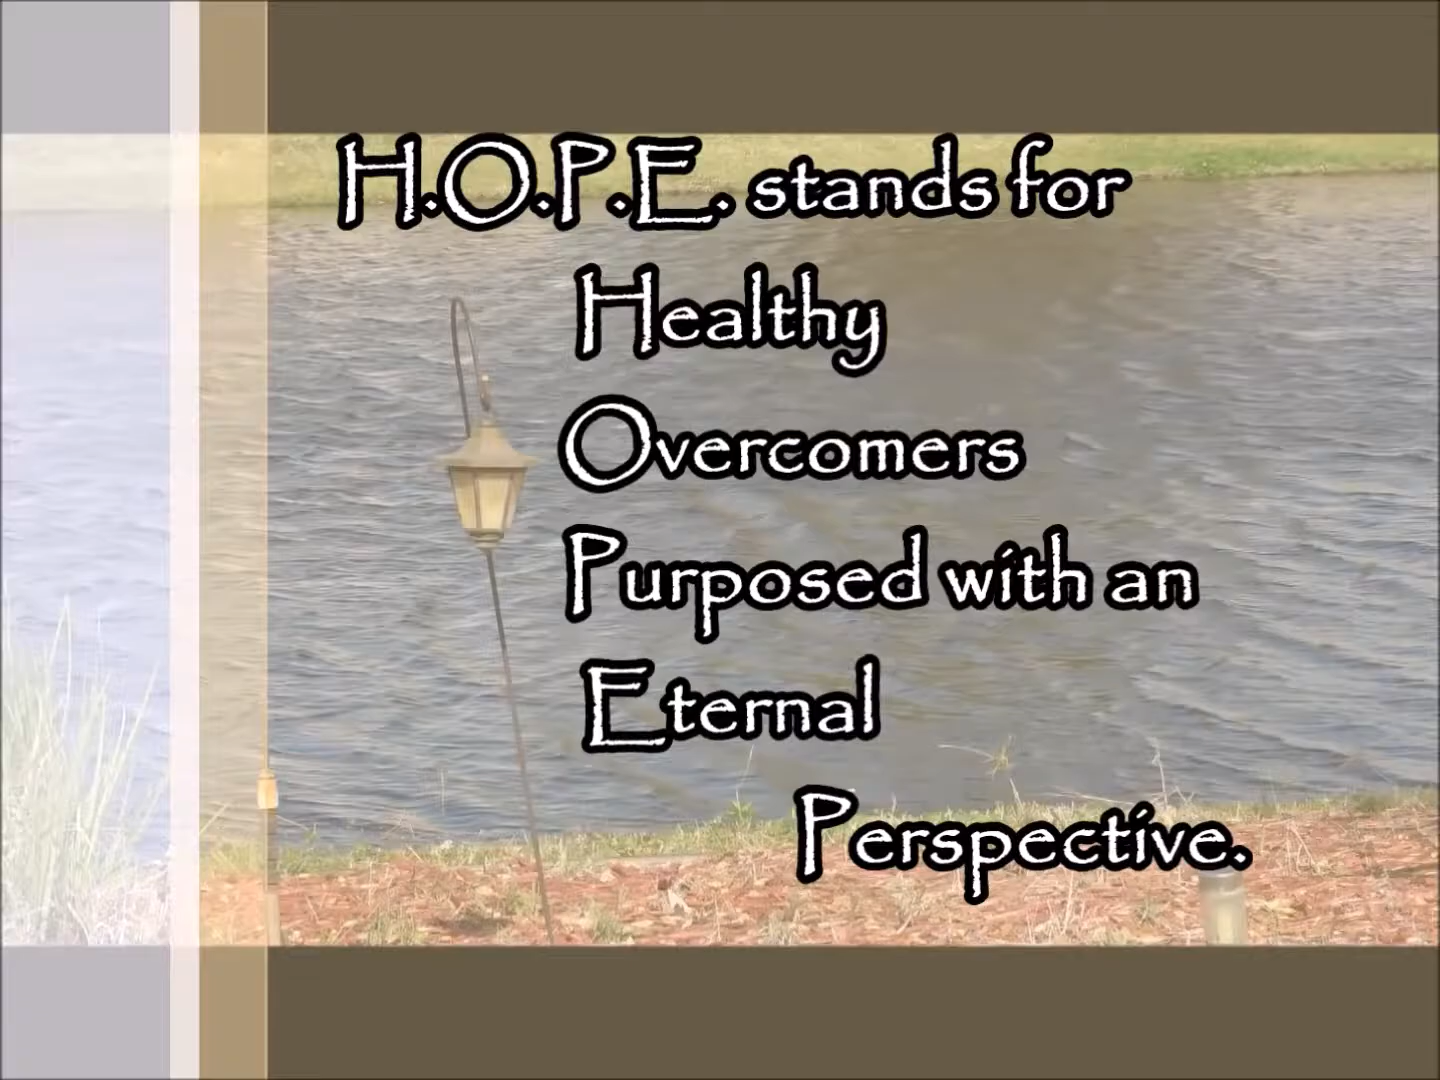 H.O.P.E. stands for
Healthy
Overcomers
Purposed with an
Eternal
Perspective.